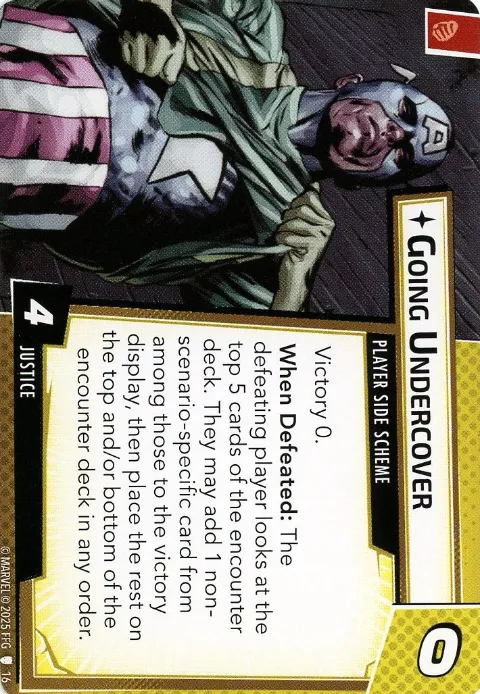 GOING UNDERCOVER
0
PLAYER SIDE SCHEME
Victory 0.
When Defeated: The
defeating player looks at the
top 5 cards of the encounter
deck. They may add 1 non-
scenario-specific card from
among those to the victory
display, then place the rest on
the top and/or bottom of the
encounter deck in any order.
4
JUSTICE
© MARVEL © 2025 FFG 16
A